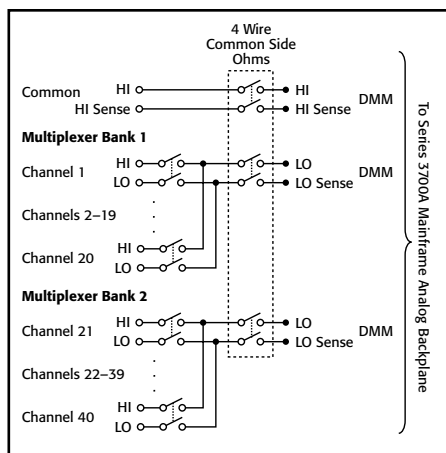 4 Wire
Common Side
Ohms
Common HI HI DMM
HI Sense HI Sense
Multiplexer Bank 1
Channel 1 HI LO DMM
LO LO Sense
Channels 2–19
Channel 20 HI
LO
Multiplexer Bank 2
Channel 21 HI LO DMM
LO LO Sense
Channels 22–39
Channel 40 HI
LO
To Series 3700A Mainframe Analog Backplane